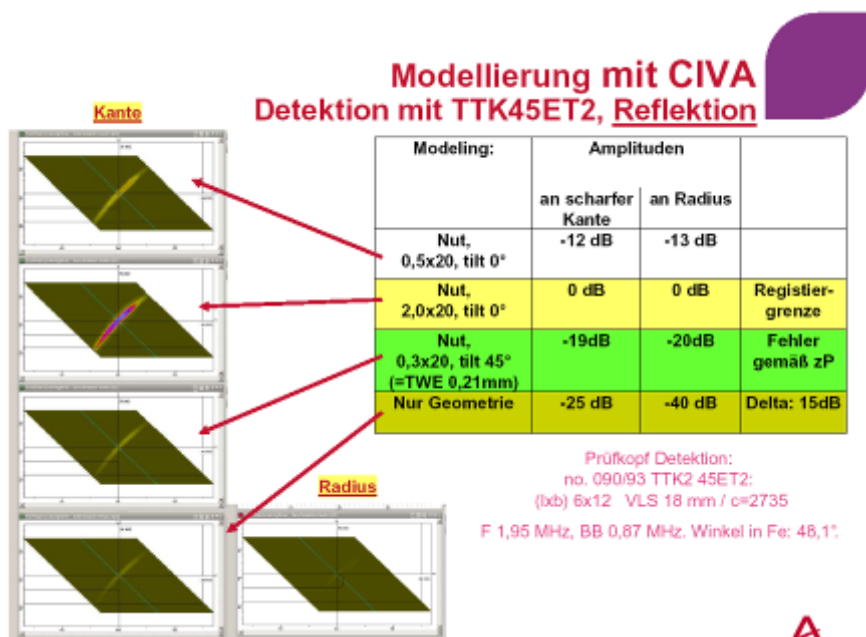 Modellierung mit CIVA
Detektion mit TTK45ET2, Reflektion
Kante
Modeling:
Amplituden
an scharfer
Kante
an Radius
Nut,
0,5x20, tilt 0°
-12 dB
-13 dB
Nut,
2,0x20, tilt 0°
0 dB
0 dB
Registier-
grenze
Nut,
0,3x20, tilt 45°
(=TWE 0,21mm)
-19dB
-20dB
Fehler
gemäß zP
Nur Geometrie
-25 dB
-40 dB
Delta: 15dB
Radius
Prüfkopf Detektion:
no. 090/93 TTK2 45ET2:
(lxb) 6x12 VLS 18 mm / c=2735
F 1,95 MHz, BB 0,87 MHz. Winkel in Fe: 48,1°.